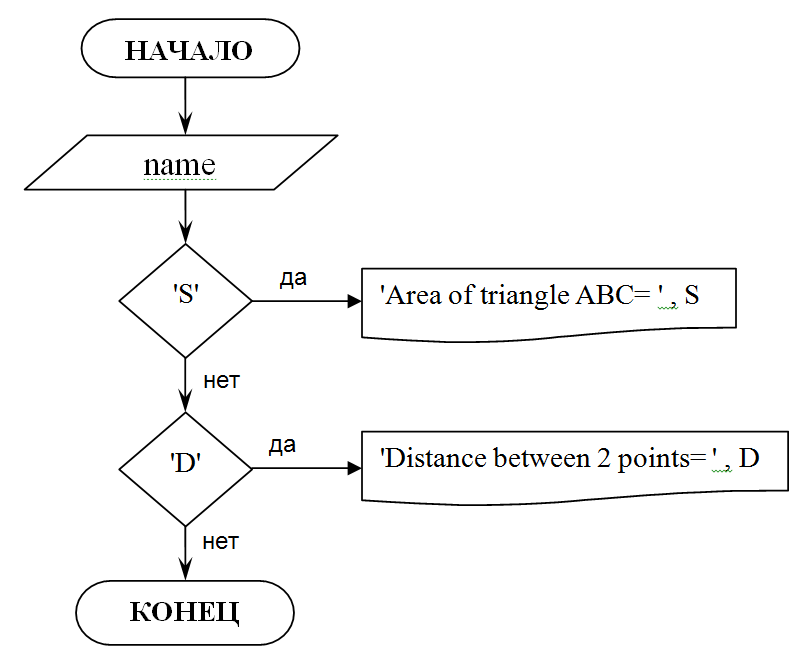 НАЧАЛО
name
'S'
да
'Area of triangle ABC= ' , S
нет
'D'
да
'Distance between 2 points= ' , D
нет
КОНЕЦ